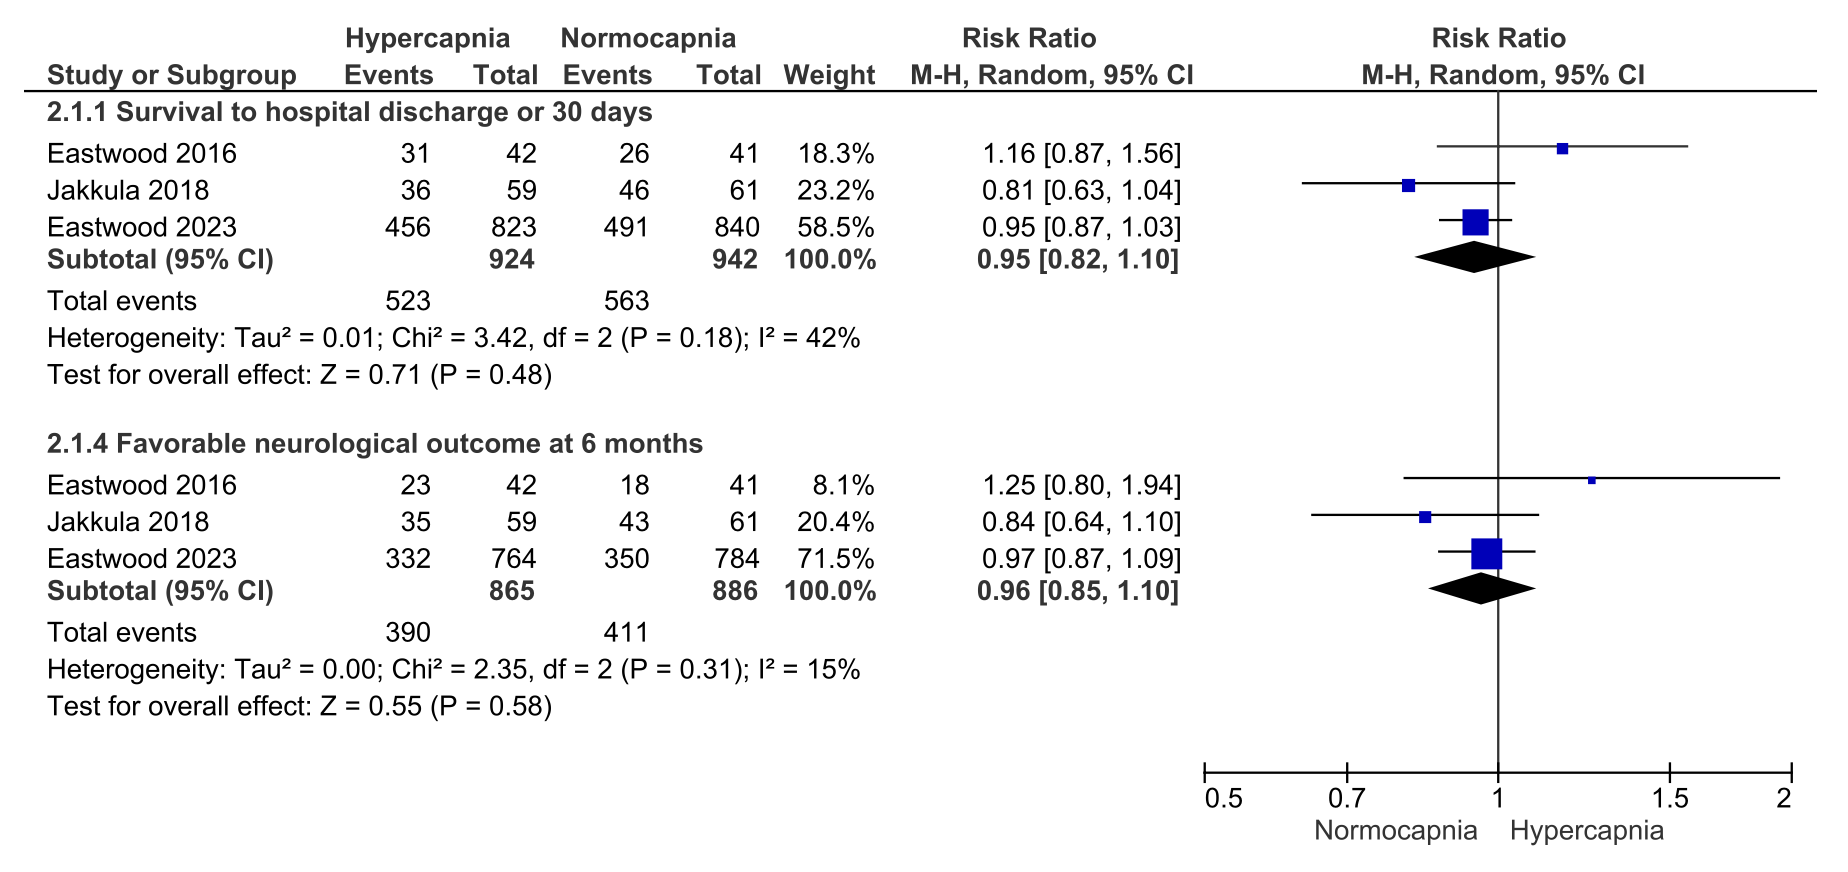 Hypercapnia Normocapnia Risk Ratio Risk Ratio
Study or Subgroup Events Total Events Total Weight M-H, Random, 95% CI M-H, Random, 95% CI
2.1.1 Survival to hospital discharge or 30 days
Eastwood 2016 31 42 26 41 18.3% 1.16 [0.87, 1.56]
Jakkula 2018 36 59 46 61 23.2% 0.81 [0.63, 1.04]
Eastwood 2023 456 823 491 840 58.5% 0.95 [0.87, 1.03]
Subtotal (95% CI) 924 942 100.0% 0.95 [0.82, 1.10]
Total events 523 563
Heterogeneity: Tau² = 0.01; Chi² = 3.42, df = 2 (P = 0.18); I² = 42%
Test for overall effect: Z = 0.71 (P = 0.48)
2.1.4 Favorable neurological outcome at 6 months
Eastwood 2016 23 42 18 41 8.1% 1.25 [0.80, 1.94]
Jakkula 2018 35 59 43 61 20.4% 0.84 [0.64, 1.10]
Eastwood 2023 332 764 350 784 71.5% 0.97 [0.87, 1.09]
Subtotal (95% CI) 865 886 100.0% 0.96 [0.85, 1.10]
Total events 390 411
Heterogeneity: Tau² = 0.00; Chi² = 2.35, df = 2 (P = 0.31); I² = 15%
Test for overall effect: Z = 0.55 (P = 0.58)
0.5 0.7 1 1.5 2
Normocapnia Hypercapnia